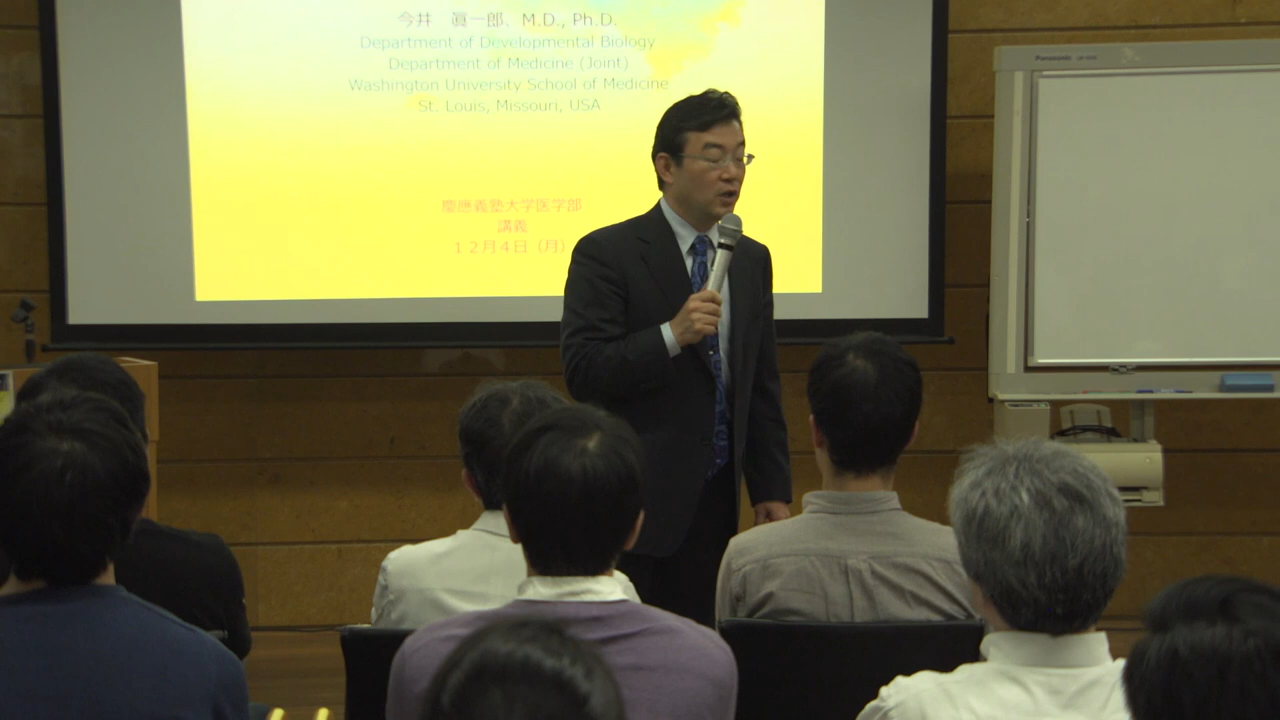 今井　眞一郎、M.D., Ph.D.
Department of Developmental Biology
Department of Medicine (Joint)
Washington University School of Medicine
St. Louis, Missouri, USA
慶應義塾大学医学部
講義
１２月４日（月）
Panasonic